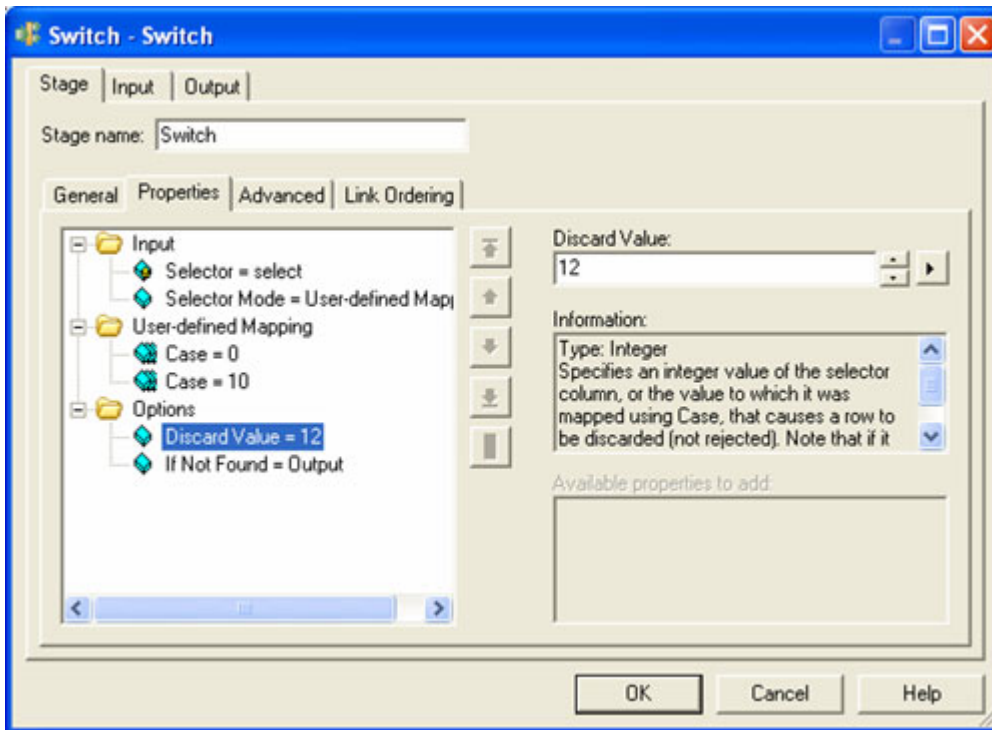 Switch - Switch
Stage Input Output
Stage name: Switch
General Properties Advanced Link Ordering
Input
Selector = select
Selector Mode = User-defined Mapp
User-defined Mapping
Case = 0
Case = 10
Options
Discard Value = 12
If Not Found = Output
Discard Value:
12
Information:
Type: Integer
Specifies an integer value of the selector
column, or the value to which it was
mapped using Case, that causes a row to
be discarded (not rejected). Note that if it
Available properties to add:
OK Cancel Help